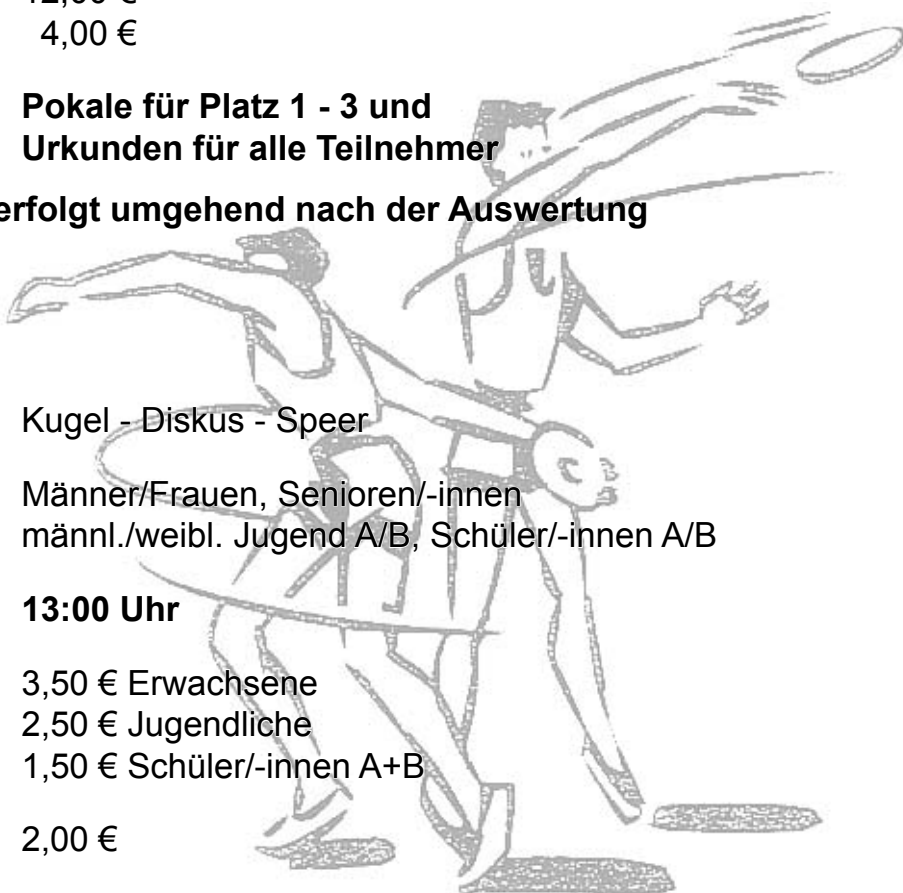 4,00 €
Pokale für Platz 1 - 3 und
Urkunden für alle Teilnehmer
erfolgt umgehend nach der Auswertung
Kugel - Diskus - Speer
Männer/Frauen, Senioren/-innen
männl./weibl. Jugend A/B, Schüler/-innen A/B
13:00 Uhr
3,50 € Erwachsene
2,50 € Jugendliche
1,50 € Schüler/-innen A+B
2,00 €